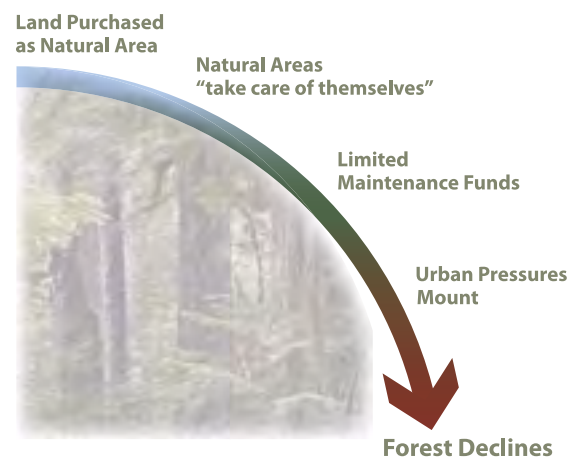 Land Purchased
as Natural Area
Natural Areas
“take care of themselves”
Limited
Maintenance Funds
Urban Pressures
Mount
Forest Declines